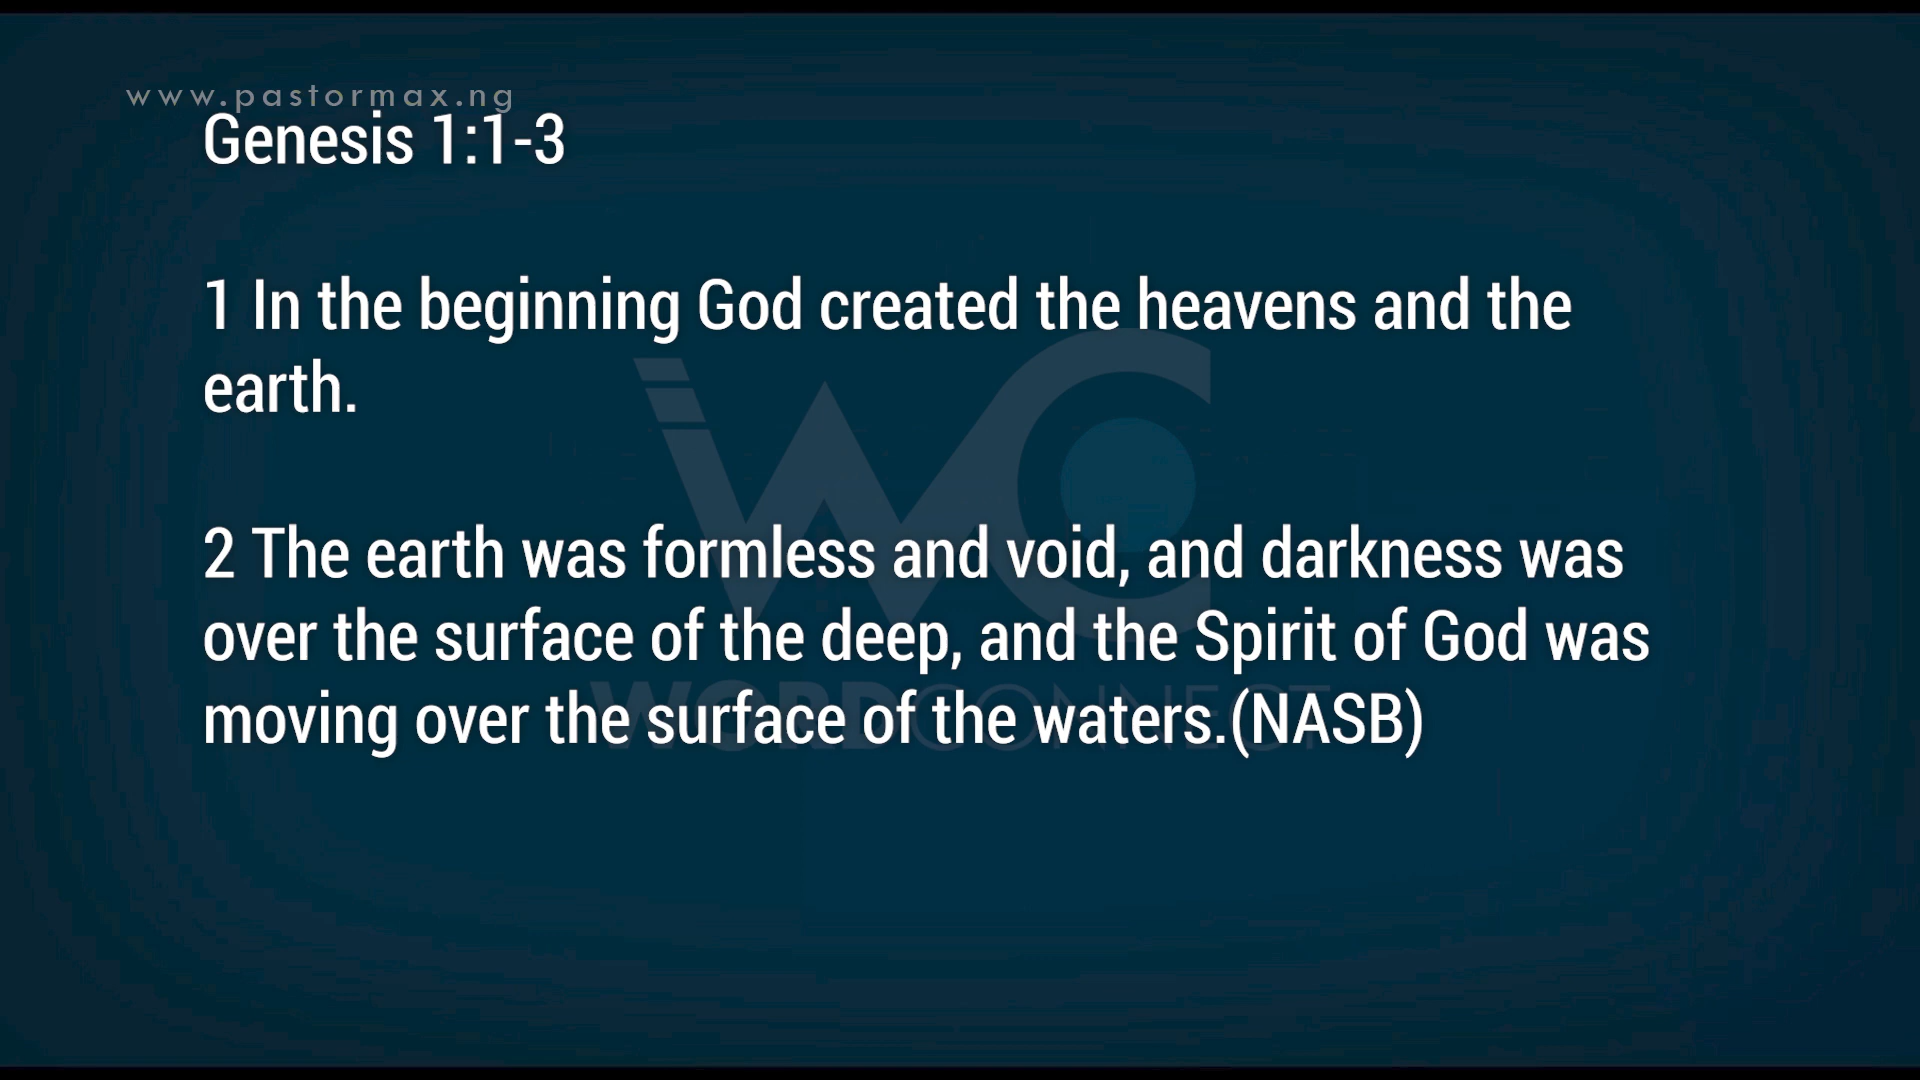 www.pastormax.ng
Genesis 1:1-3
1 In the beginning God created the heavens and the
earth.
2 The earth was formless and void, and darkness was
over the surface of the deep, and the Spirit of God was
moving over the surface of the waters.(NASB)
WORDCONNECT